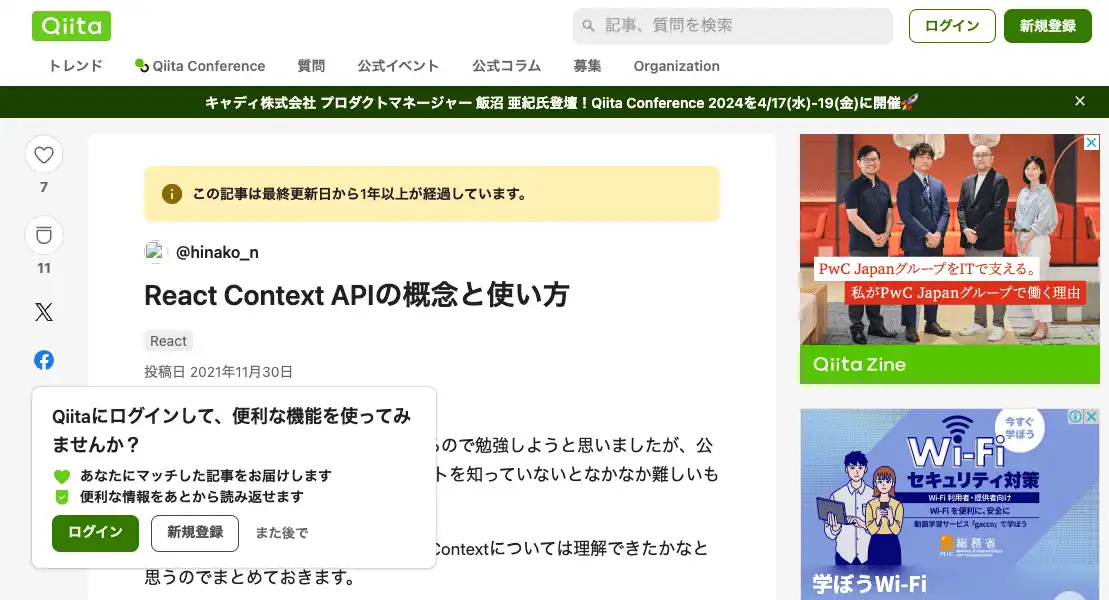 Qiita
記事、質問を検索
ログイン
新規登録
トレンド
Qiita Conference
質問
公式イベント
公式コラム
募集
Organization
キャディ株式会社 プロダクトマネージャー 飯沼 亜紀氏登壇！Qiita Conference 2024を4/17(水)-19(金)に開催🚀
7
11
この記事は最終更新日から1年以上が経過しています。
@hinako_n
React Context APIの概念と使い方
React
投稿日 2021年11月30日
ので勉強しようと思いましたが、公
トを知っていないとなかなか難しいも
Contextについては理解できたかなと
思うのでまとめておきます。
Qiitaにログインして、便利な機能を使ってみ
ませんか？
あなたにマッチした記事をお届けします
便利な情報をあとから読み返せます
ログイン
新規登録
また後で
PwC JapanグループをITで支える。
私がPwC Japanグループで働く理由
Qiita Zine
今すぐ
学ぼう
Wi-Fi
セキュリティ対策
Wi-Fi 利用者・提供者向け
Wi-Fi を便利に、安全に
動画学習サービス「gacco」で学ぼう
総務省
MIC
学ぼうWi-Fi